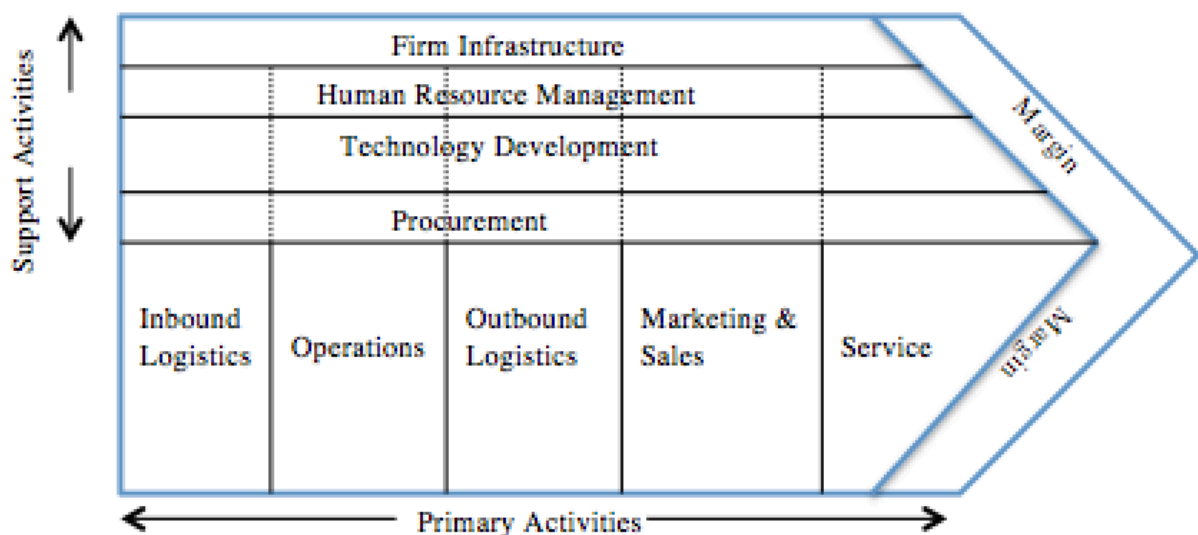 Support Activities
Firm Infrastructure
Human Resource Management
Technology Development
Procurement
Margin
Inbound
Logistics
Operations
Outbound
Logistics
Marketing &
Sales
Service
Margin
Primary Activities